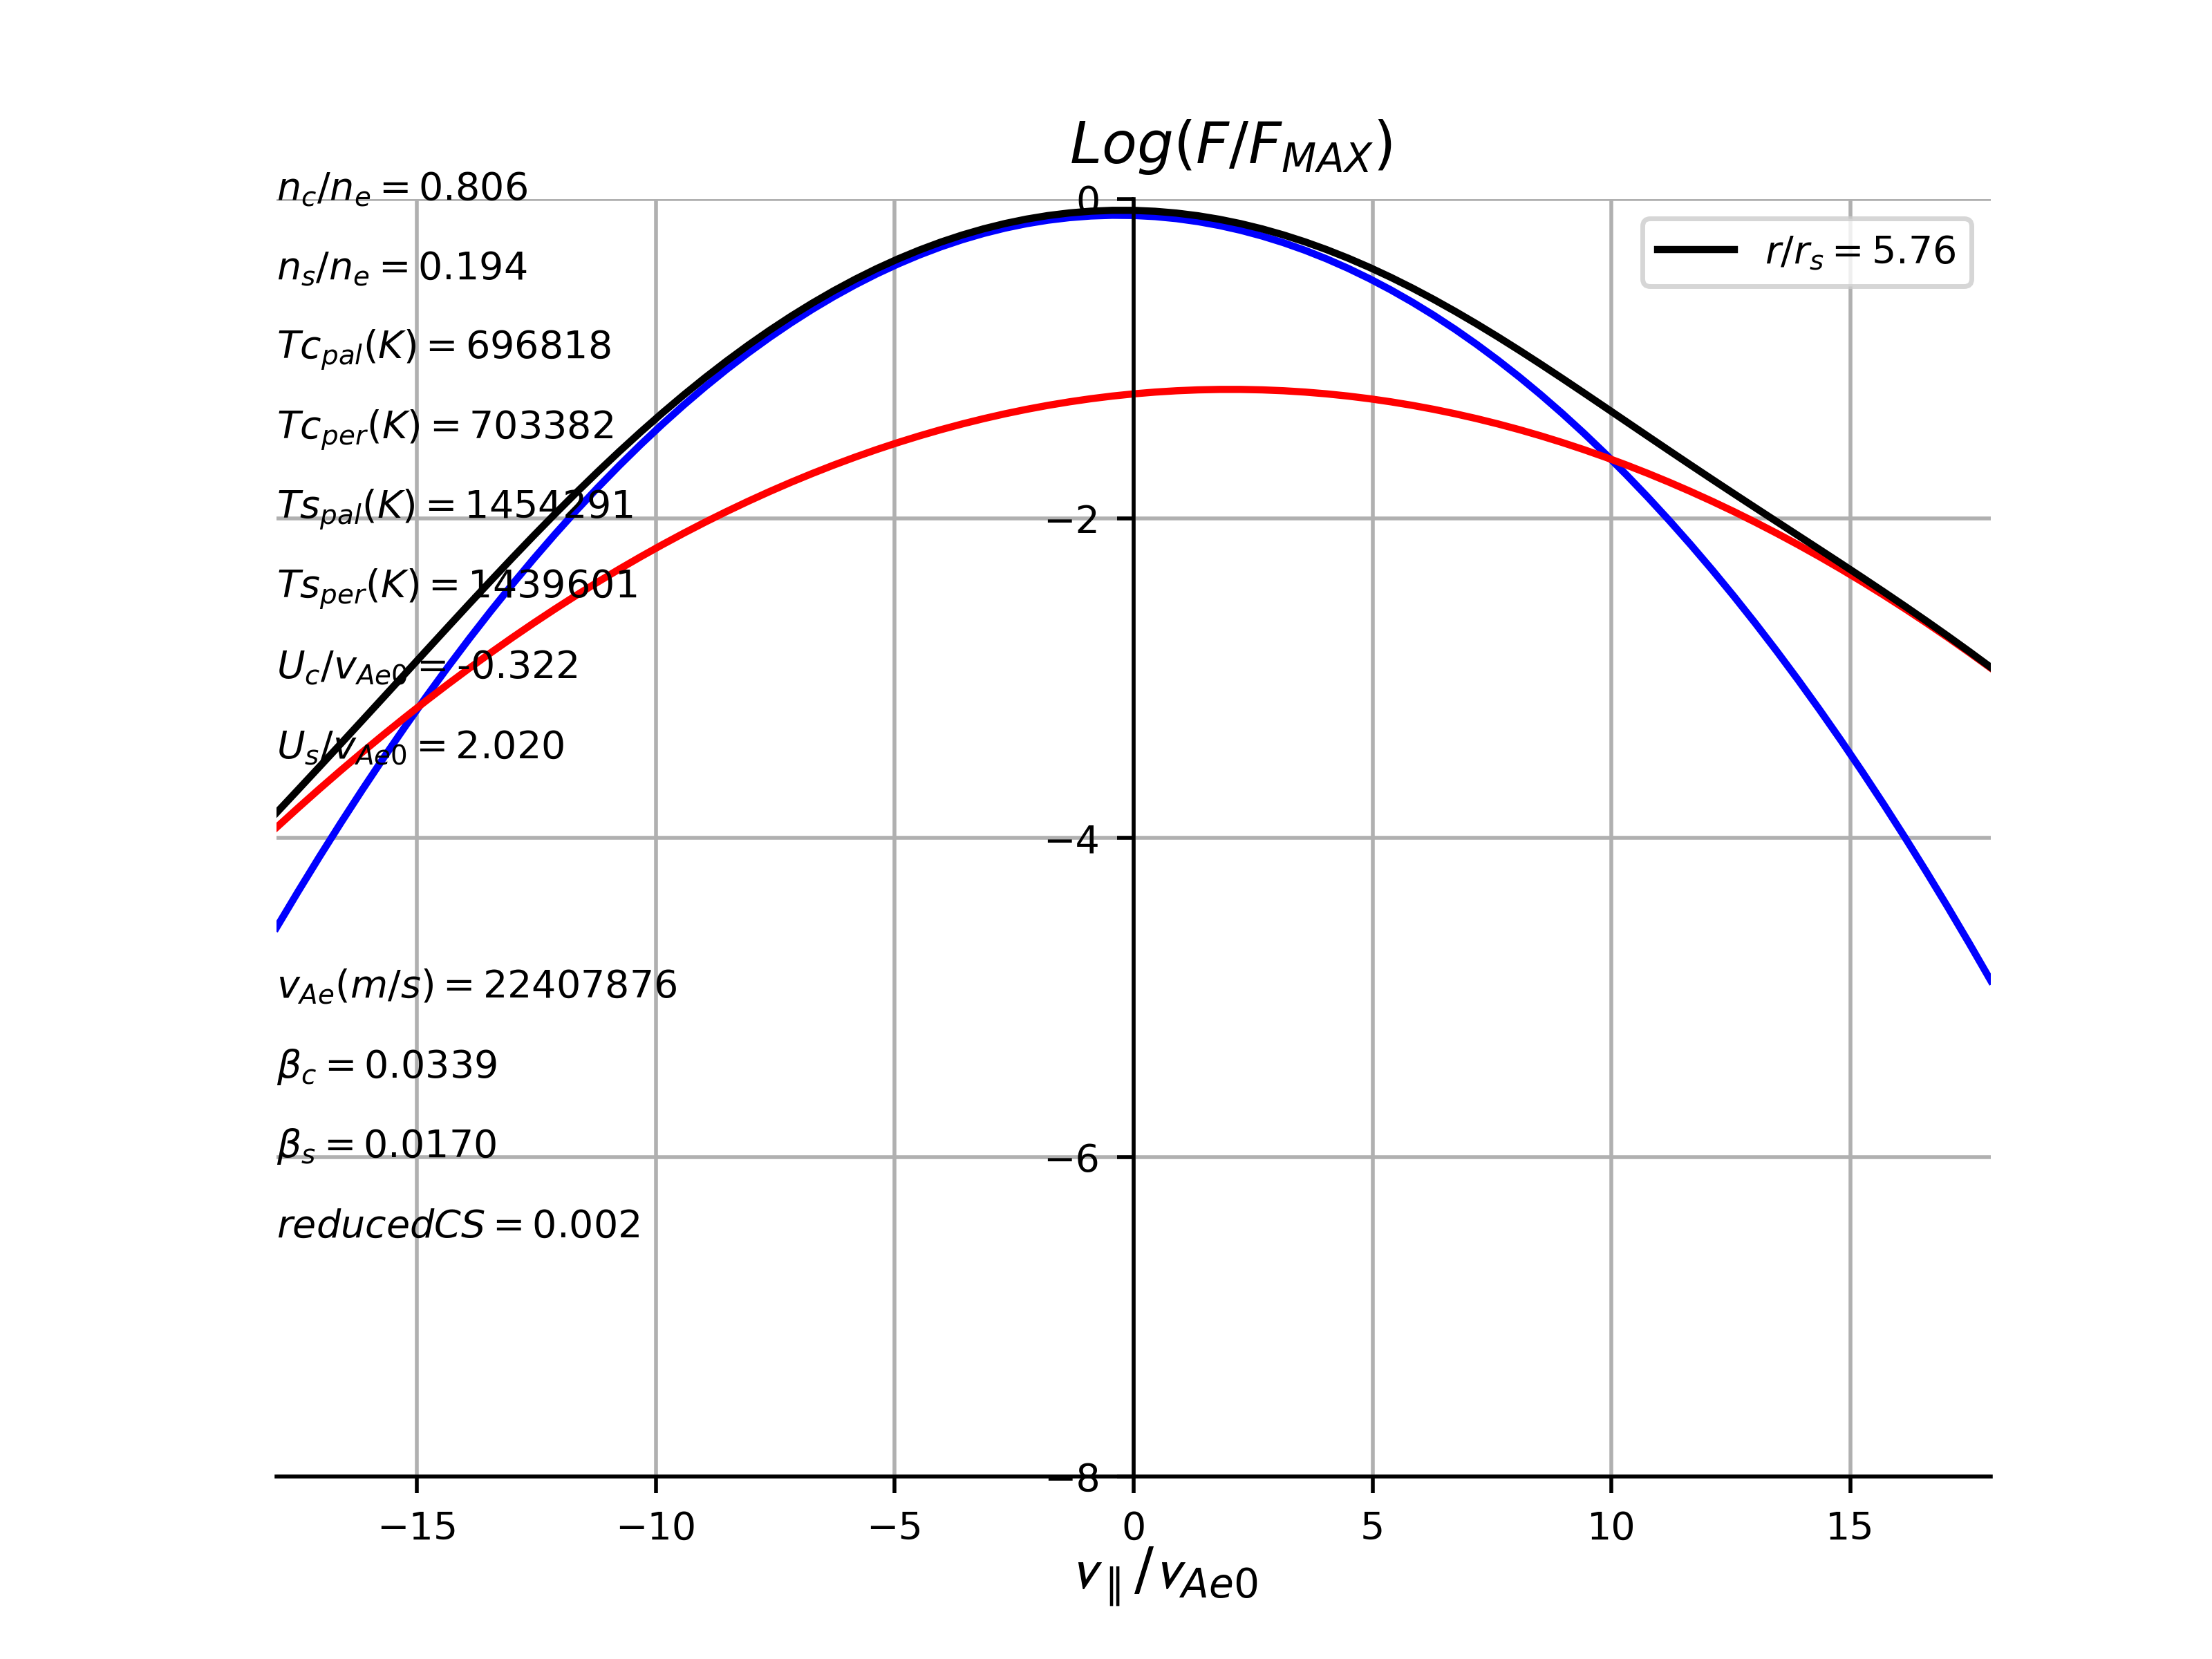 Log(F/F_MAX)
n_c/n_e = 0.806
n_s/n_e = 0.194
Tc_pal(K) = 696818
Tc_per(K) = 703382
Ts_pal(K) = 1454291
Ts_per(K) = 1439601
U_c/v_Ae0 = -0.322
U_s/v_Ae0 = 2.020
v_Ae(m/s) = 22407876
β_c = 0.0339
β_s = 0.0170
reducedCS = 0.002
r/r_s = 5.76
0
−2
−4
−6
−8
−15 −10 −5 0 5 10 15
v_∥/v_Ae0